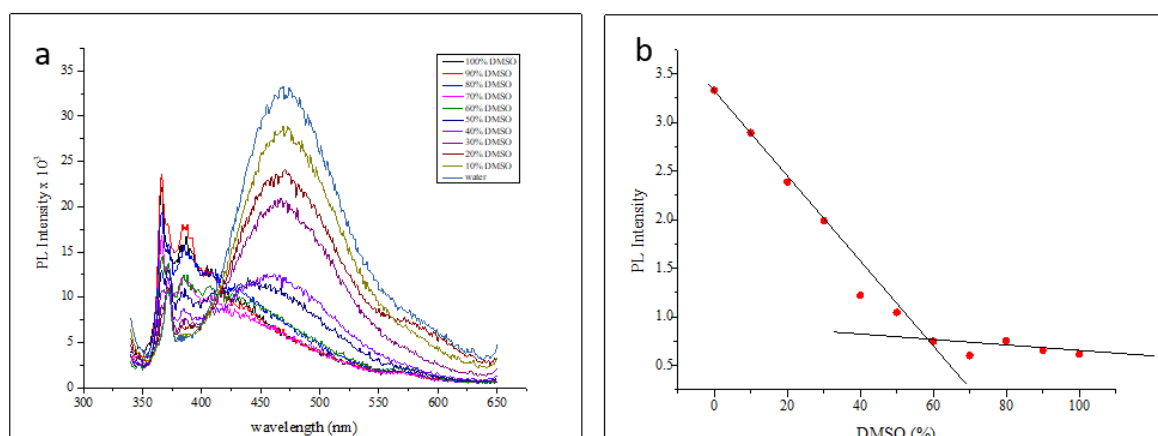 a
PL Intensity x 10³
35
30
25
20
15
10
5
0
300 350 400 450 500 550 600 650 700
wavelength (nm)
100% DMSO
90% DMSO
80% DMSO
70% DMSO
60% DMSO
50% DMSO
40% DMSO
30% DMSO
20% DMSO
10% DMSO
water
b
PL Intensity
3.5
3.0
2.5
2.0
1.5
1.0
0.5
0 20 40 60 80 100
DMSO (%)